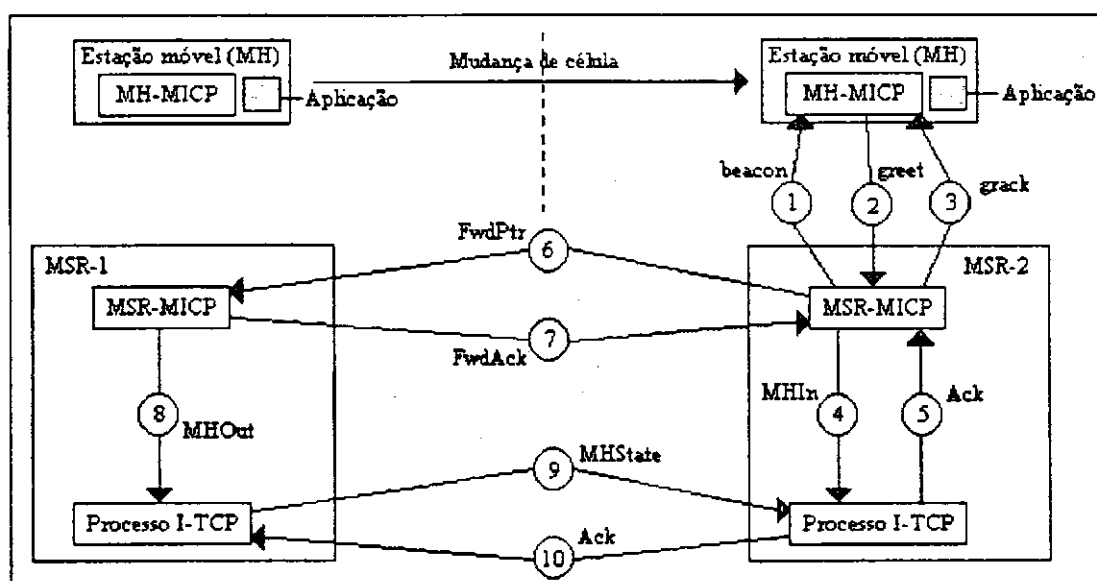 Estação móvel (MH)
MH-MICP
Aplicação
Mudança de célula
Estação móvel (MH)
MH-MICP
Aplicação
beacon
greet
grack
1
2
3
FwdPtr
6
MSR-1
MSR-2
MSR-MICP
MSR-MICP
7
FwdAck
8
MHOut
MHIn
4
5
Ack
9
MHState
Processo I-TCP
Processo I-TCP
Ack
10